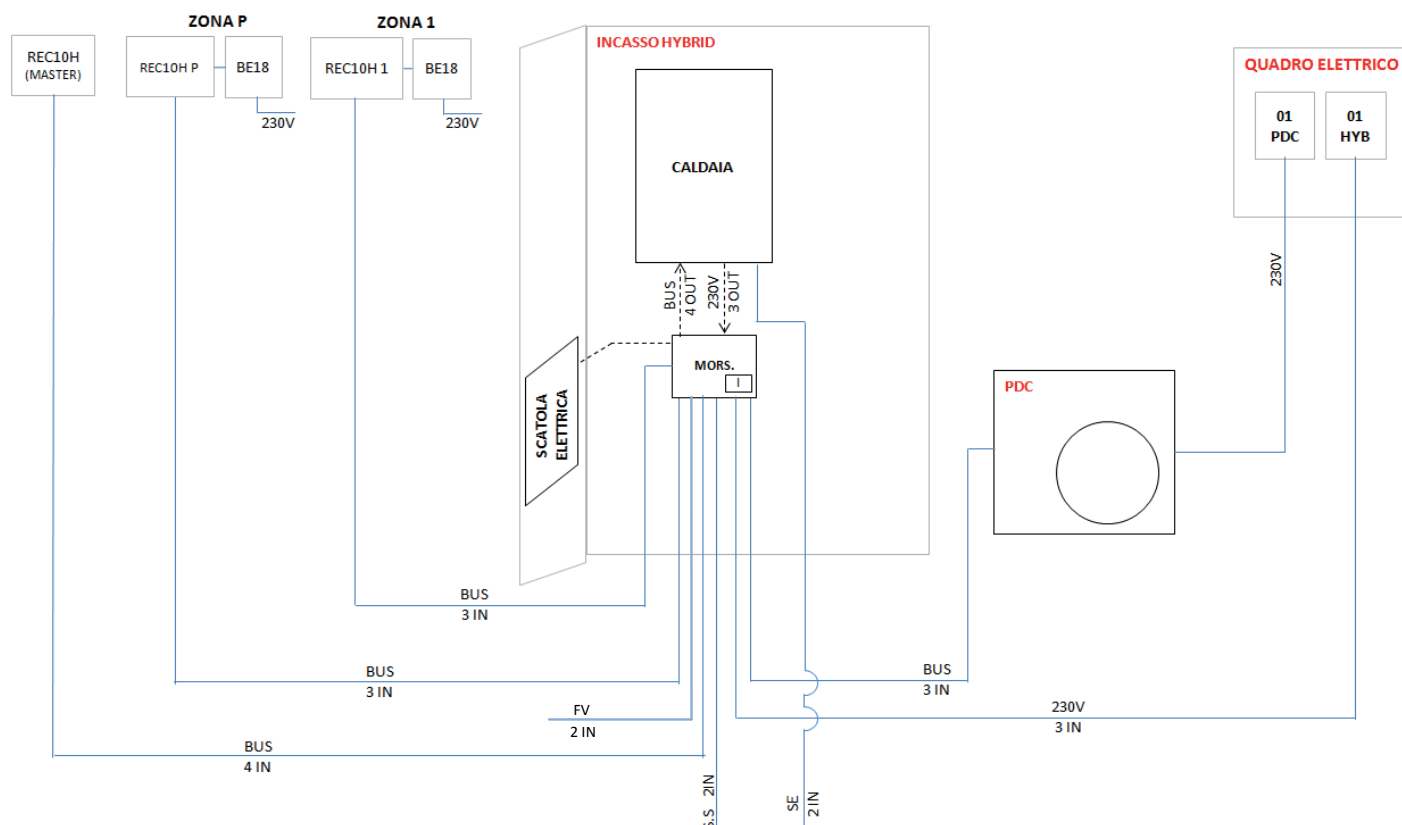 ZONA P
ZONA 1
REC10H
(MASTER)
REC10H P
BE18
230V
REC10H 1
BE18
230V
INCASSO HYBRID
CALDAIA
BUS
4 OUT
230V
3 OUT
MORS.
I
SCATOLA
ELETTRICA
QUADRO ELETTRICO
01
PDC
01
HYB
230V
PDC
BUS
3 IN
BUS
3 IN
FV
2 IN
BUS
4 IN
BUS
3 IN
230V
3 IN
S.S 2IN
SE
2 IN